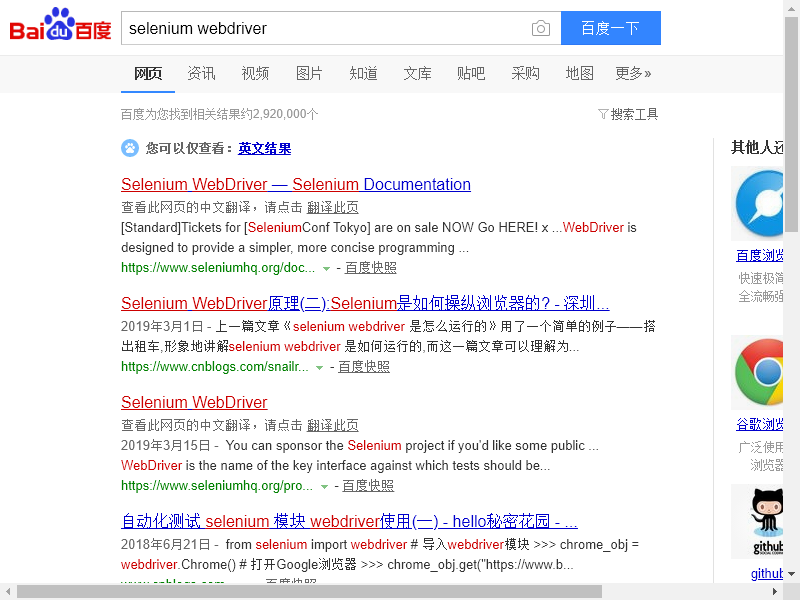 Bai du 百度
selenium webdriver
百度一下
网页 资讯 视频 图片 知道 文库 贴吧 采购 地图 更多»
百度为您找到相关结果约2,920,000个
搜索工具
您可以仅查看：英文结果
其他人还
Selenium WebDriver — Selenium Documentation
查看此网页的中文翻译，请点击 翻译此页
[Standard]Tickets for [SeleniumConf Tokyo] are on sale NOW Go HERE! x ...WebDriver is
designed to provide a simpler, more concise programming ...
https://www.seleniumhq.org/doc... - 百度快照
百度浏览
快速极简
全流畅强
Selenium WebDriver原理(二):Selenium是如何操纵浏览器的? - 深圳...
2019年3月1日 - 上一篇文章《selenium webdriver 是怎么运行的》用了一个简单的例子——搭
出租车,形象地讲解selenium webdriver 是如何运行的,而这一篇文章可以理解为...
https://www.cnblogs.com/snailr... - 百度快照
谷歌浏览
广泛使用
浏览器
Selenium WebDriver
查看此网页的中文翻译，请点击 翻译此页
2019年3月15日 - You can sponsor the Selenium project if you'd like some public ...
WebDriver is the name of the key interface against which tests should be...
https://www.seleniumhq.org/pro... - 百度快照
自动化测试 selenium 模块 webdriver使用(一) - hello秘密花园 - ...
2018年6月21日 - from selenium import webdriver # 导入webdriver模块 >>> chrome_obj =
webdriver.Chrome() # 打开Google浏览器 >>> chrome_obj.get("https://www.b...
github
github